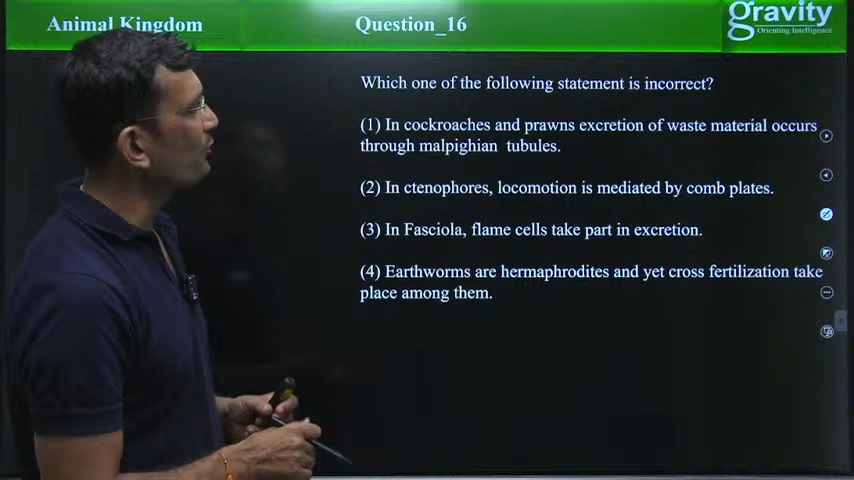 Animal Kingdom
Question_16
gravity
Orienting Intelligence
Which one of the following statement is incorrect?
(1) In cockroaches and prawns excretion of waste material occurs
through malpighian tubules.
(2) In ctenophores, locomotion is mediated by comb plates.
(3) In Fasciola, flame cells take part in excretion.
(4) Earthworms are hermaphrodites and yet cross fertilization take
place among them.